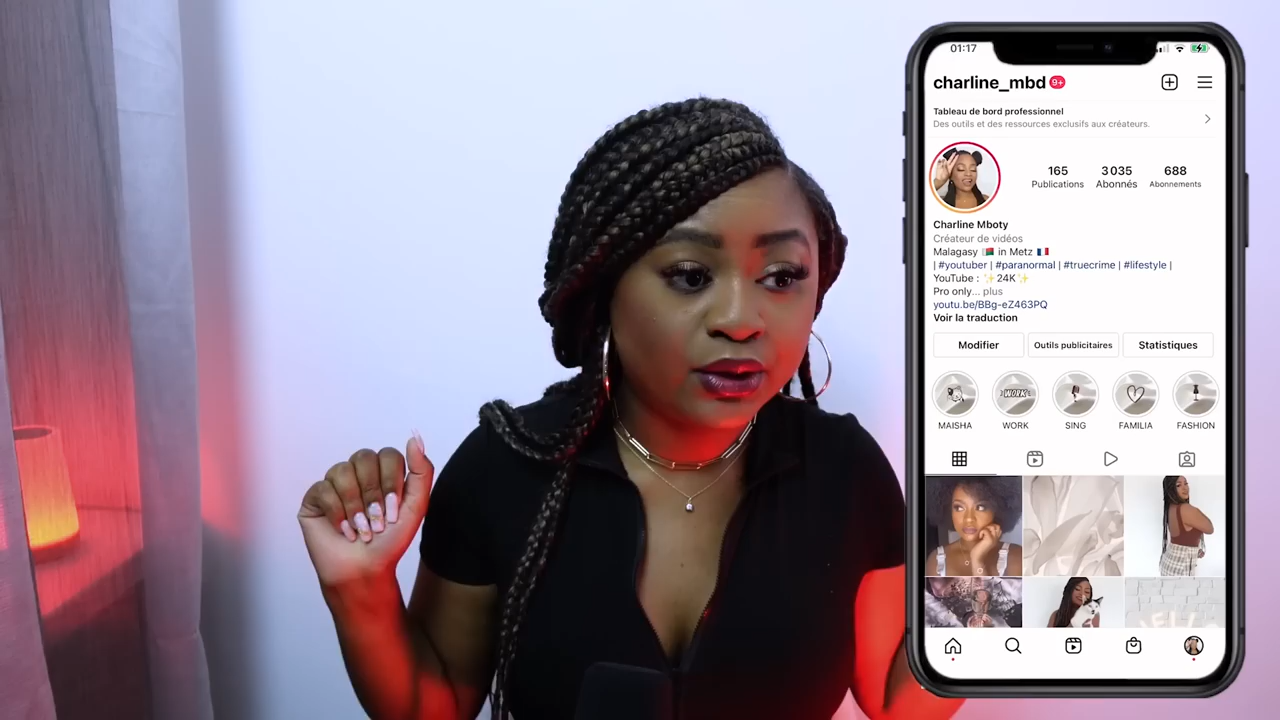 01:17
charline_mbd 9+
Tableau de bord professionnel
Des outils et des ressources exclusifs aux créateurs.
165 3 035 688
Publications Abonnés Abonnements
Charline Mboty
Créateur de vidéos
Malagasy 🇲🇬 in Metz 🇫🇷
| #youtuber | #paranormal | #truecrime | #lifestyle |
YouTube : ✨24K✨
Pro only... plus
youtu.be/BBg-eZ463PQ
Voir la traduction
Modifier Outils publicitaires Statistiques
WORK
MAISHA WORK SING FAMILIA FASHION